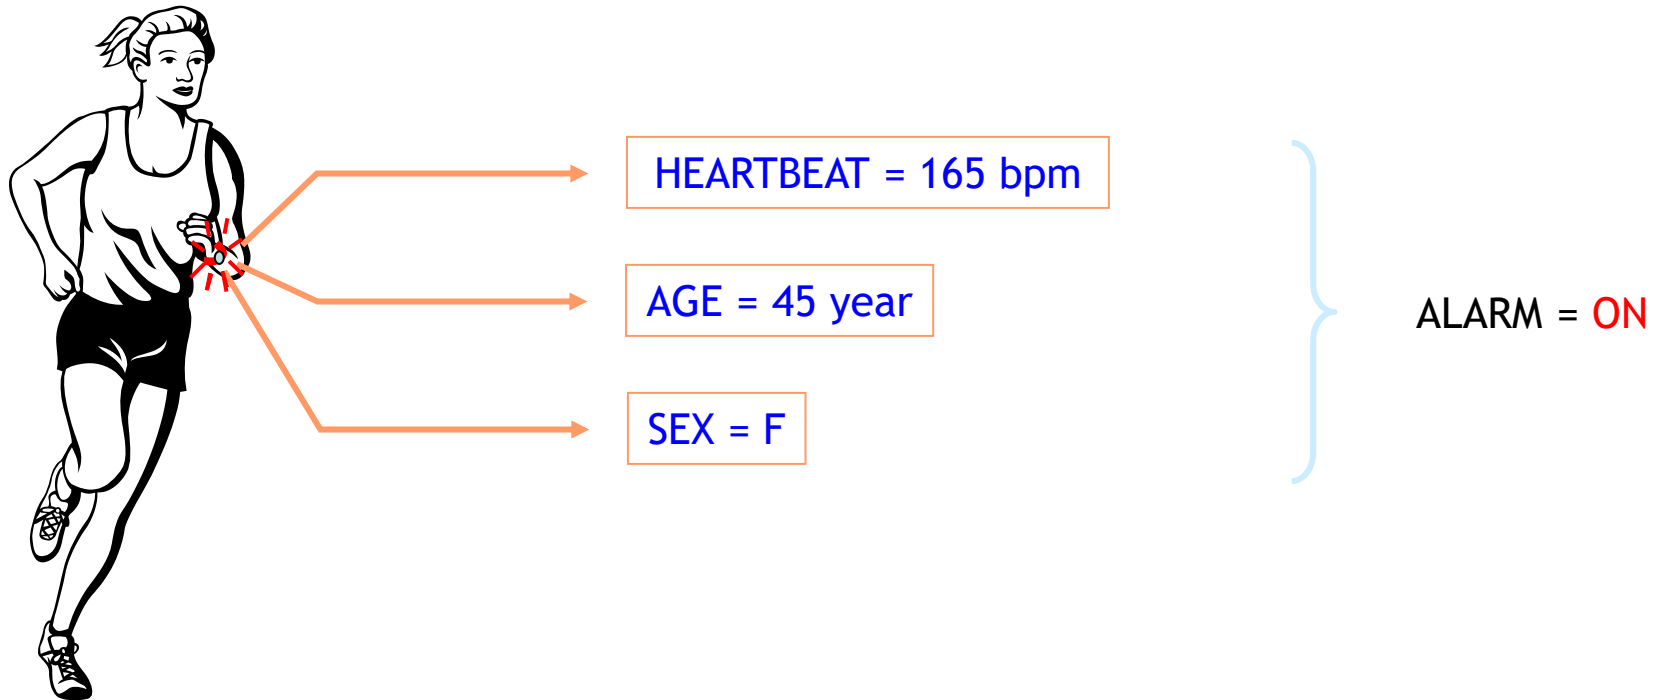 HEARTBEAT = 165 bpm
AGE = 45 year
ALARM = ON
SEX = F